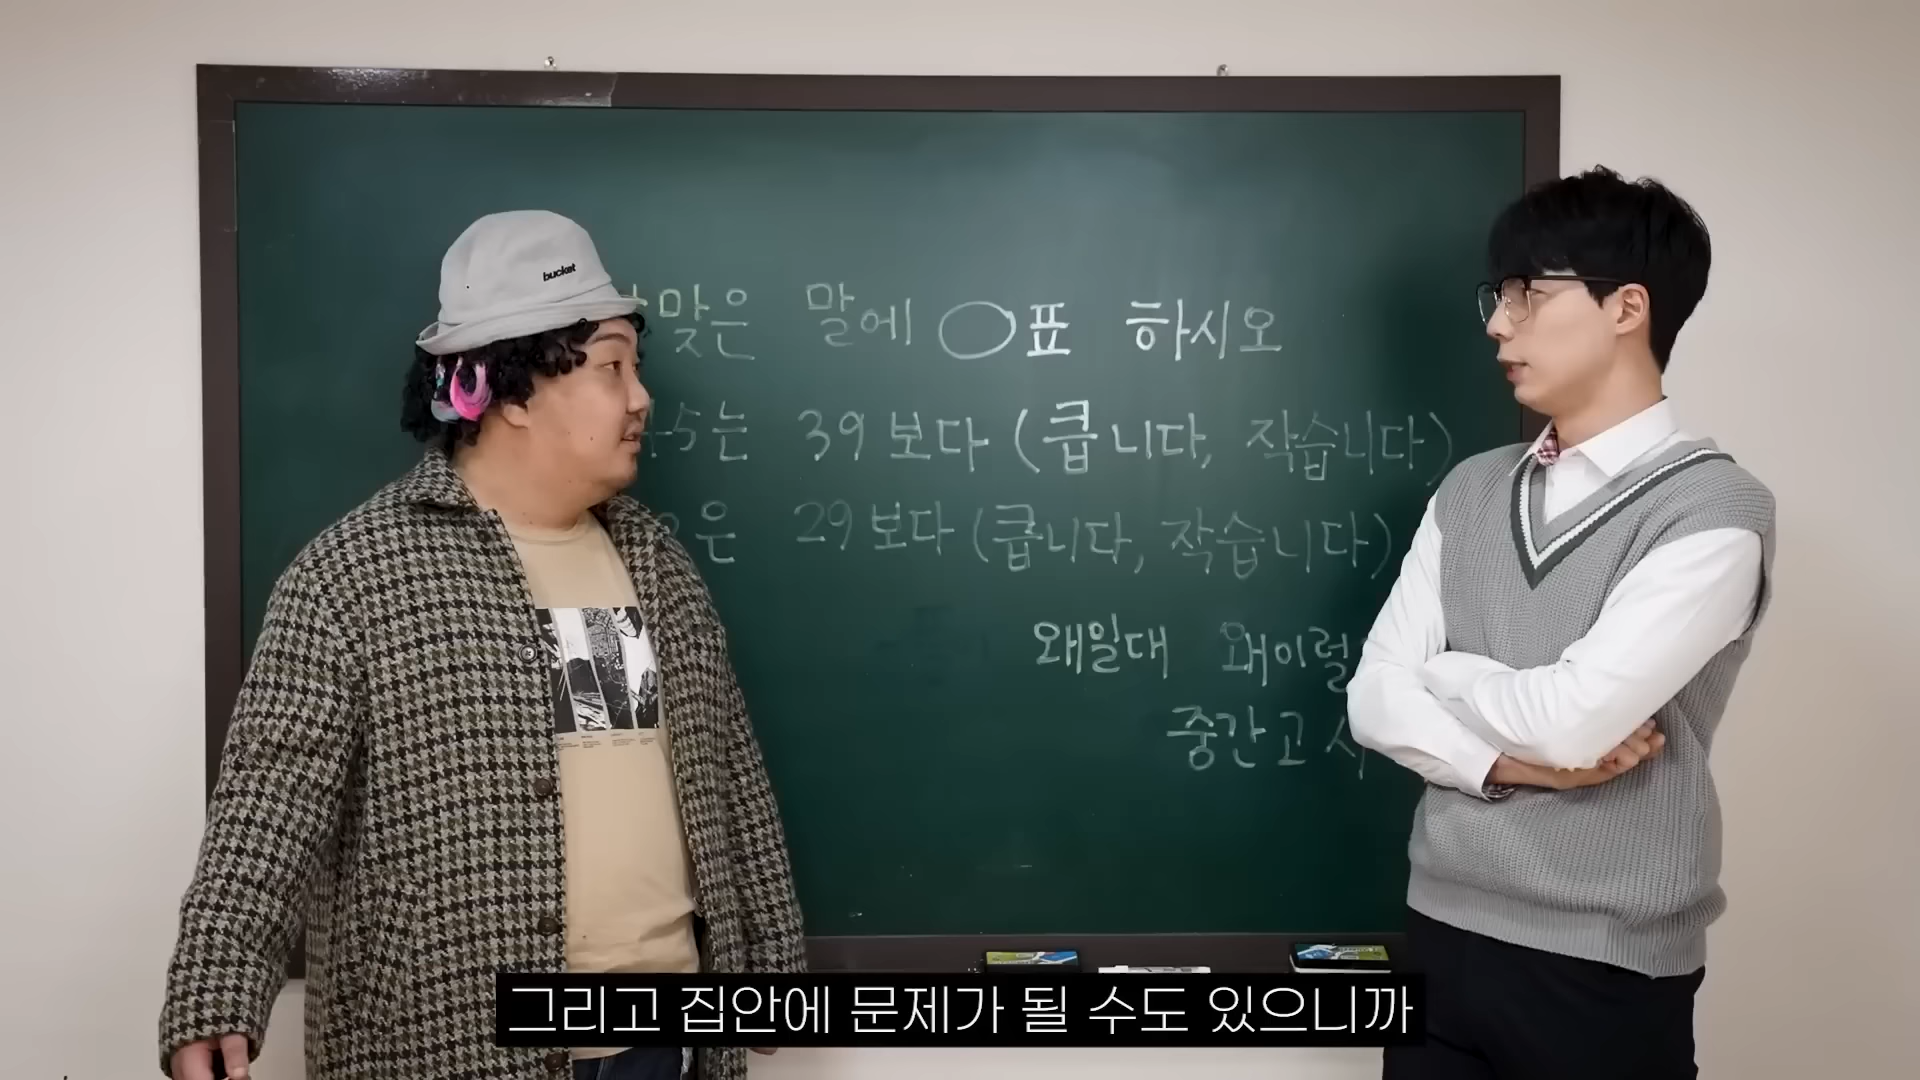 bucket
맞은 말에 ○표 하시오
5는 39보다 (큽니다, 작습니다)
은 29보다 (큽니다, 작습니다)
왜일대 왜이럴
중간고사
그리고 집안에 문제가 될 수도 있으니까